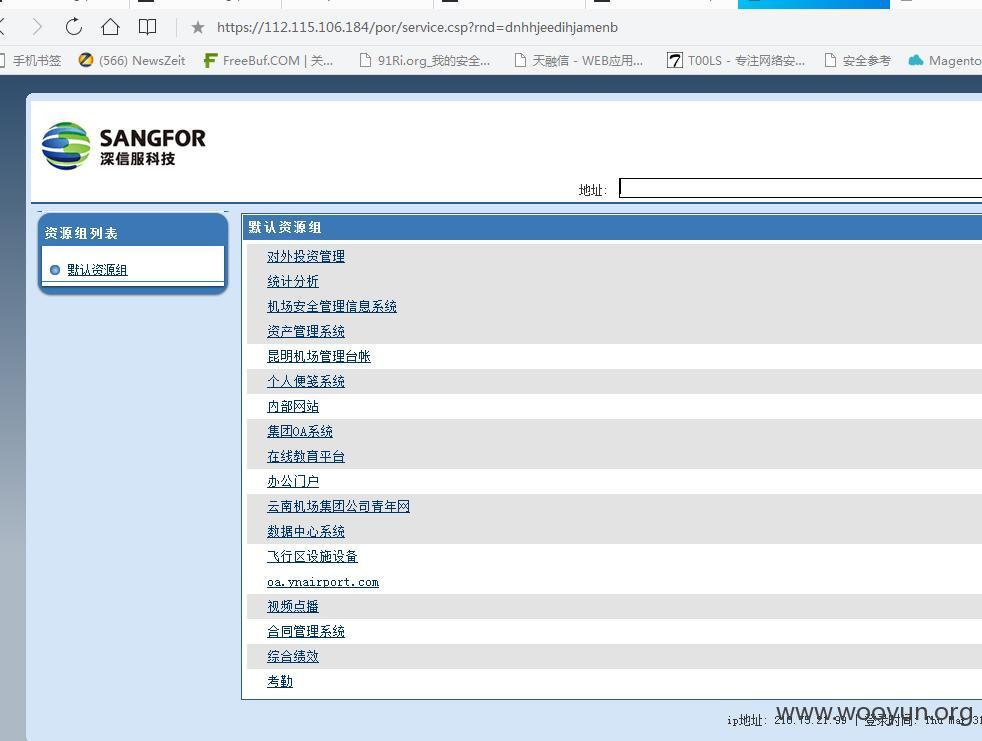 https://112.115.106.184/por/service.csp?rnd=dnhhjeedihjamenb
手机书签 (566) NewsZeit FreeBuf.COM | 关... 91Ri.org_我的安全... 天融信 - WEB应用... T00LS - 专注网络安... 安全参考 Magento
SANGFOR
深信服科技
地址:
资源组列表
默认资源组
默认资源组
对外投资管理
统计分析
机场安全管理信息系统
资产管理系统
昆明机场管理台帐
个人便笺系统
内部网站
集团OA系统
在线教育平台
办公门户
云南机场集团公司青年网
数据中心系统
飞行区设施设备
oa.ynairport.com
视频点播
合同管理系统
综合绩效
考勤
ip地址: | 登录时间: Thu Mar 31
www.wooyun.org